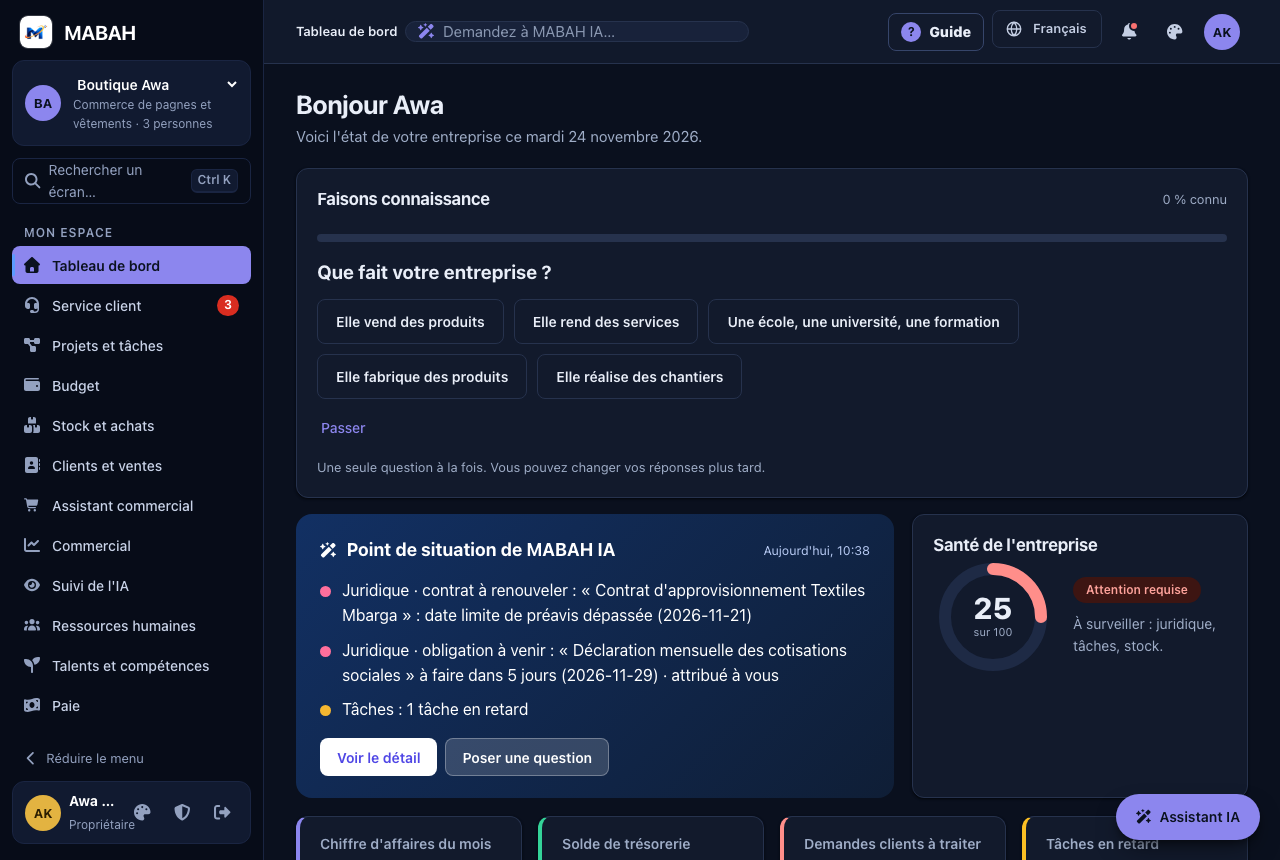 MABAH
BA
Boutique Awa
Commerce de pagnes et
vêtements · 3 personnes
Rechercher un
écran...
Ctrl K
MON ESPACE
Tableau de bord
Service client
3
Projets et tâches
Budget
Stock et achats
Clients et ventes
Assistant commercial
Commercial
Suivi de l'IA
Ressources humaines
Talents et compétences
Paie
Réduire le menu
AK
Awa ...
Propriétaire
Tableau de bord
Demandez à MABAH IA...
? Guide
Français
AK
Bonjour Awa
Voici l'état de votre entreprise ce mardi 24 novembre 2026.
Faisons connaissance
0 % connu
Que fait votre entreprise ?
Elle vend des produits
Elle rend des services
Une école, une université, une formation
Elle fabrique des produits
Elle réalise des chantiers
Passer
Une seule question à la fois. Vous pouvez changer vos réponses plus tard.
Point de situation de MABAH IA
Aujourd'hui, 10:38
Juridique · contrat à renouveler : « Contrat d'approvisionnement Textiles
Mbarga » : date limite de préavis dépassée (2026-11-21)
Juridique · obligation à venir : « Déclaration mensuelle des cotisations
sociales » à faire dans 5 jours (2026-11-29) · attribué à vous
Tâches : 1 tâche en retard
Voir le détail
Poser une question
Santé de l'entreprise
25
sur 100
Attention requise
À surveiller : juridique,
tâches, stock.
Assistant IA
Chiffre d'affaires du mois
Solde de trésorerie
Demandes clients à traiter
Tâches en retard